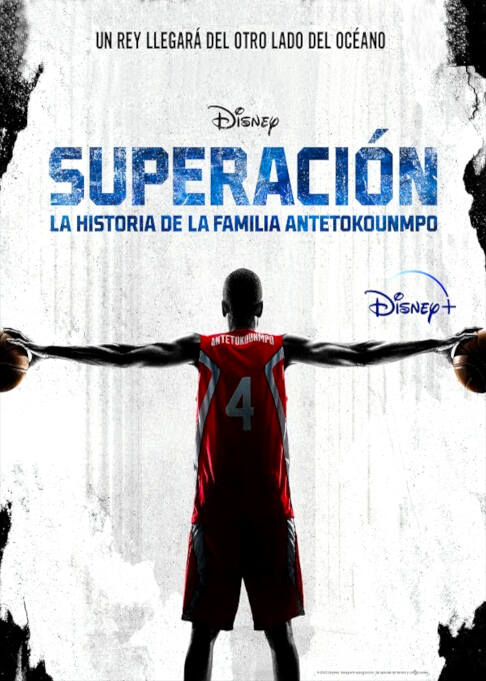 UN REY LLEGARÁ DEL OTRO LADO DEL OCÉANO
Disney
SUPERACIÓN
LA HISTORIA DE LA FAMILIA ANTETOKOUNMPO
Disney+
ANTETOKOUNMPO
4